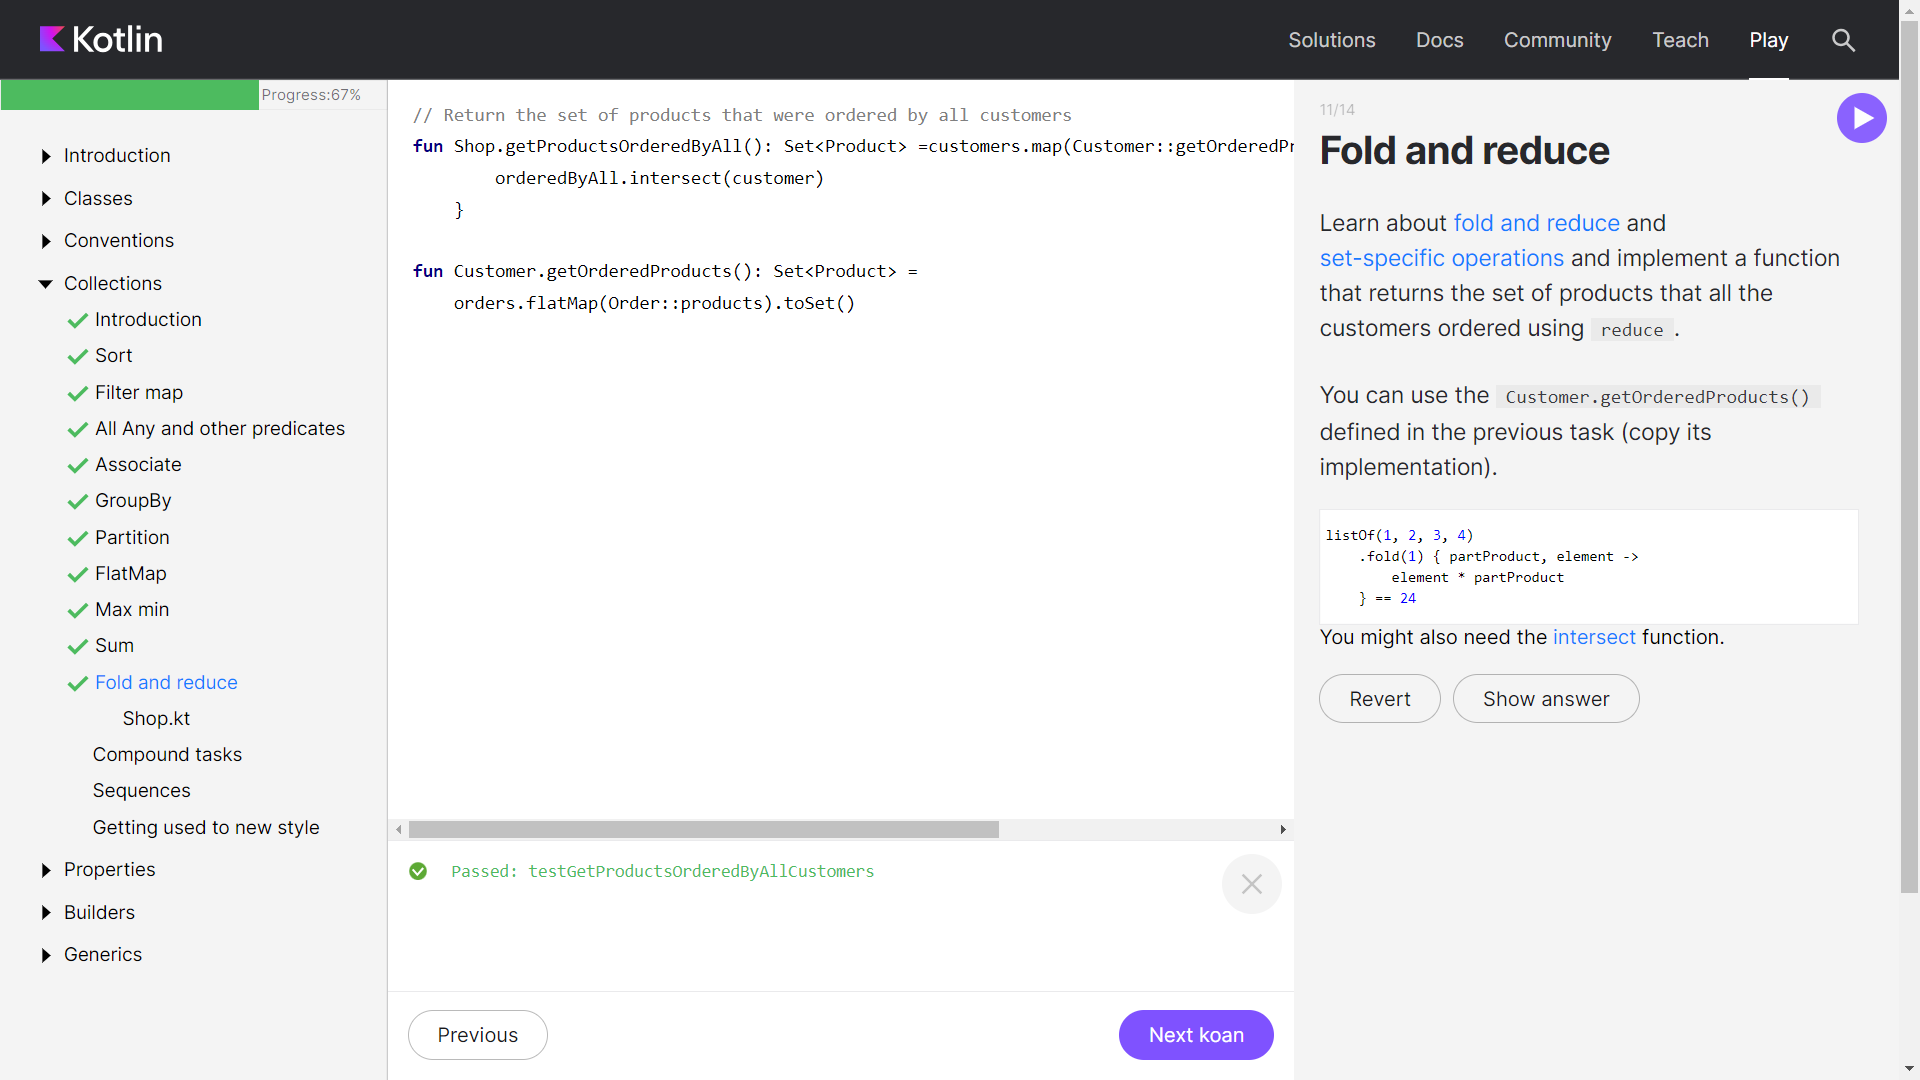 Kotlin
Solutions
Docs
Community
Teach
Play
Progress:67%
Introduction
Classes
Conventions
Collections
Introduction
Sort
Filter map
All Any and other predicates
Associate
GroupBy
Partition
FlatMap
Max min
Sum
Fold and reduce
Shop.kt
Compound tasks
Sequences
Getting used to new style
Properties
Builders
Generics
// Return the set of products that were ordered by all customers
fun Shop.getProductsOrderedByAll(): Set<Product> =customers.map(Customer::getOrderedPr
orderedByAll.intersect(customer)
}
fun Customer.getOrderedProducts(): Set<Product> =
orders.flatMap(Order::products).toSet()
Passed: testGetProductsOrderedByAllCustomers
Previous
Next koan
11/14
Fold and reduce
Learn about fold and reduce and
set-specific operations and implement a function
that returns the set of products that all the
customers ordered using reduce.
You can use the Customer.getOrderedProducts()
defined in the previous task (copy its
implementation).
listOf(1, 2, 3, 4)
.fold(1) { partProduct, element ->
element * partProduct
} == 24
You might also need the intersect function.
Revert
Show answer